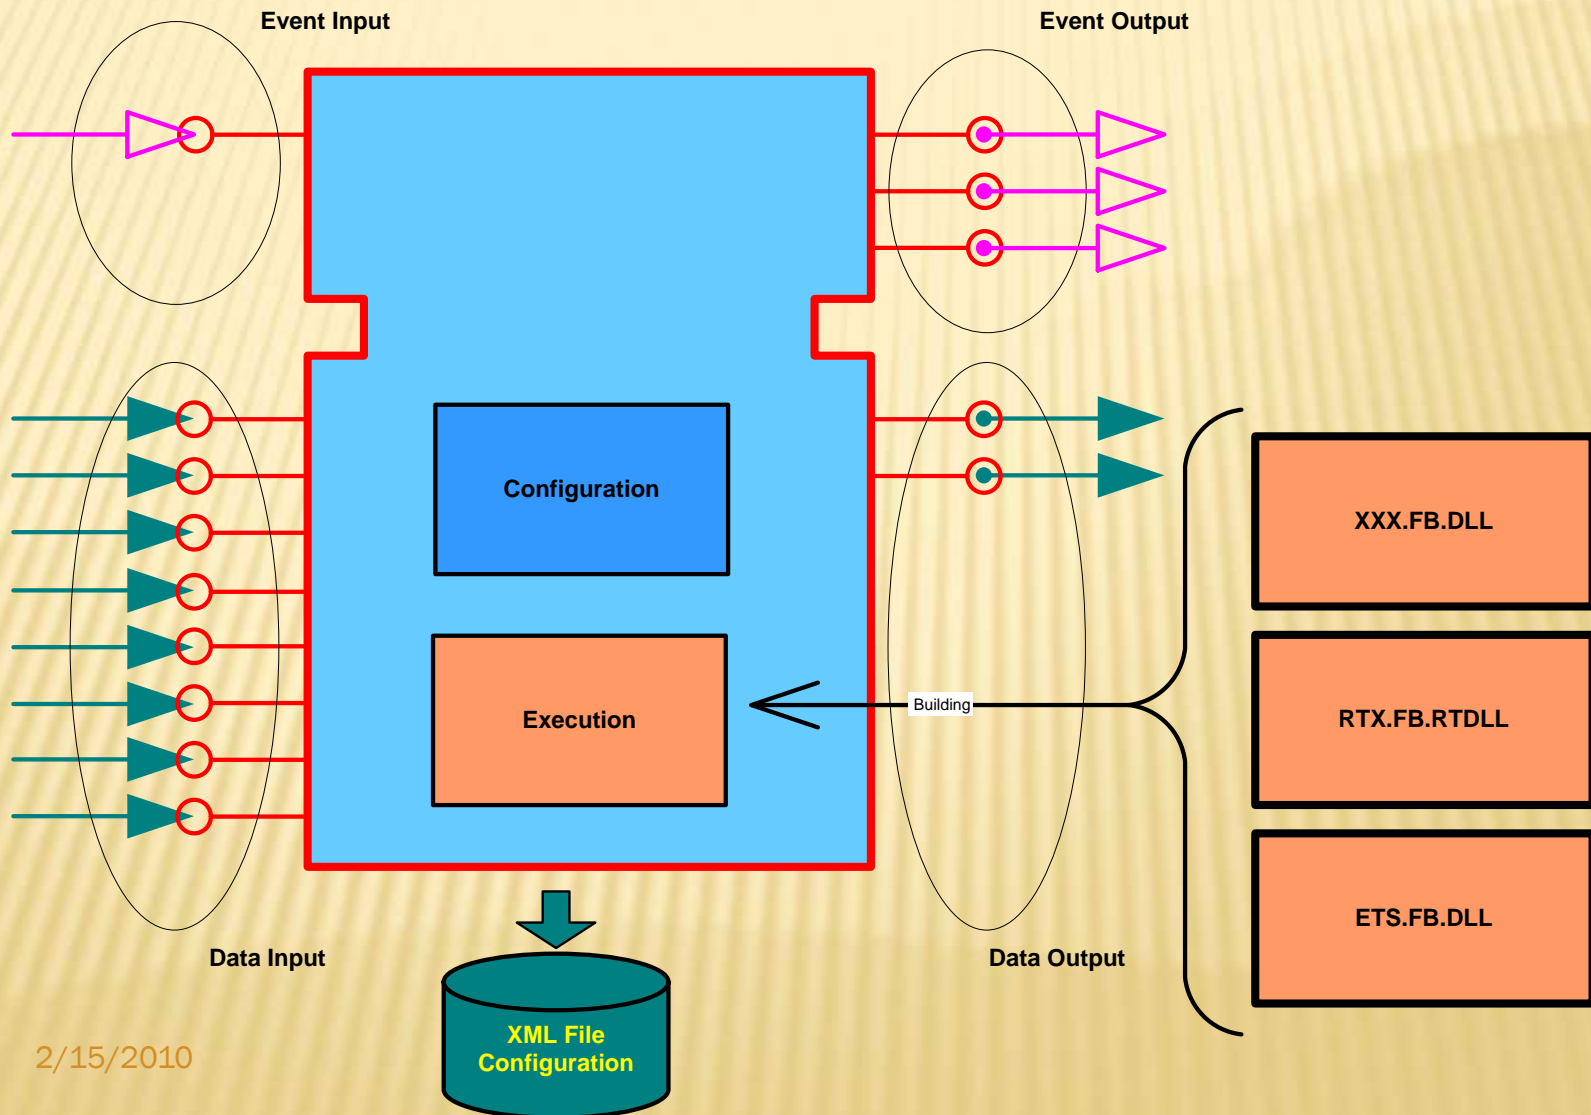 Event Input
Event Output
Configuration
XXX.FB.DLL
Execution
Building
RTX.FB.RTDLL
ETS.FB.DLL
Data Input
Data Output
XML File
Configuration
2/15/2010